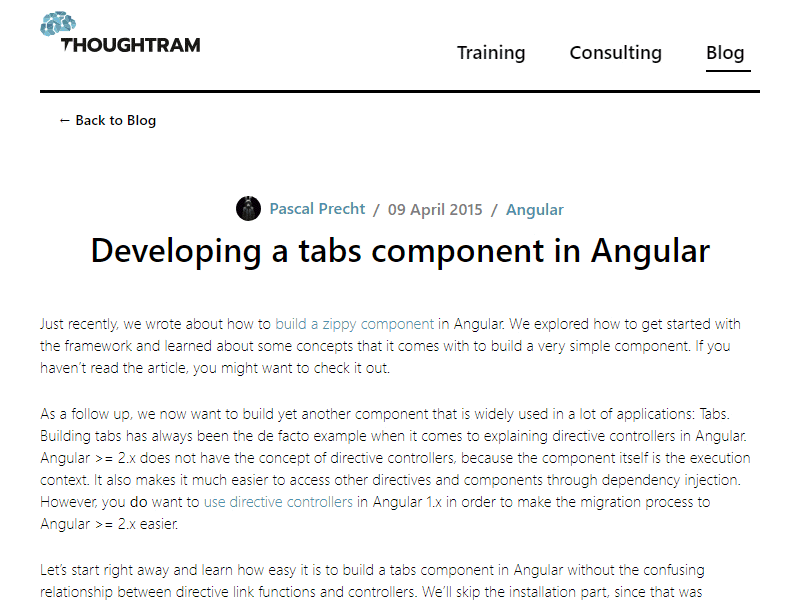 THOUGHTRAM
Training
Consulting
Blog
← Back to Blog
Pascal Precht / 09 April 2015 / Angular
Developing a tabs component in Angular
Just recently, we wrote about how to build a zippy component in Angular. We explored how to get started with
the framework and learned about some concepts that it comes with to build a very simple component. If you
haven’t read the article, you might want to check it out.
As a follow up, we now want to build yet another component that is widely used in a lot of applications: Tabs.
Building tabs has always been the de facto example when it comes to explaining directive controllers in Angular.
Angular >= 2.x does not have the concept of directive controllers, because the component itself is the execution
context. It also makes it much easier to access other directives and components through dependency injection.
However, you do want to use directive controllers in Angular 1.x in order to make the migration process to
Angular >= 2.x easier.
Let’s start right away and learn how easy it is to build a tabs component in Angular without the confusing
relationship between directive link functions and controllers. We’ll skip the installation part, since that was